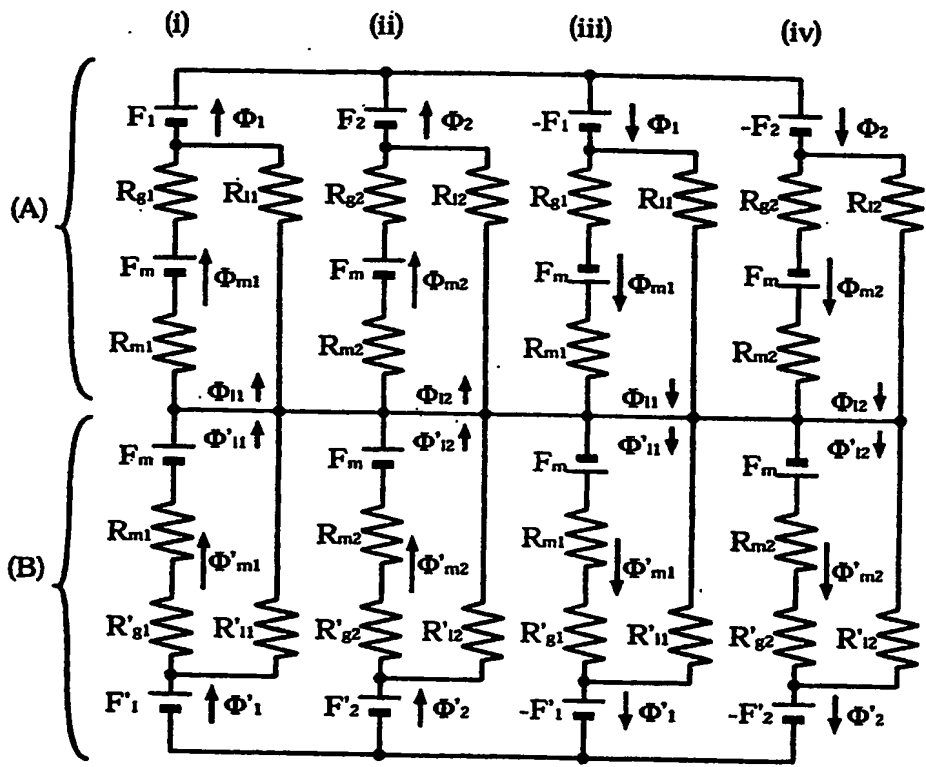 (i) (ii) (iii) (iv)
F1 Φ1 F2 Φ2 -F1 Φ1 -F2 Φ2
(A)
Rg1 Rl1 Rg2 Rl2 Rg1 Rl1 Rg2 Rl2
Fm Φm1 Fm Φm2 Fm Φm1 Fm Φm2
Rm1 Rm2 Rm1 Rm2
Φl1 Φl2 Φl1 Φl2
Φ'l1 Φ'l2 Φ'l1 Φ'l2
Fm Fm Fm Fm
(B)
Rm1 Rm2 Rm1 Rm2
Φ'm1 Φ'm2 Φ'm1 Φ'm2
R'g1 R'l1 R'g2 R'l2 R'g1 R'l1 R'g2 R'l2
F'1 Φ'1 F'2 Φ'2 -F'1 Φ'1 -F'2 Φ'2